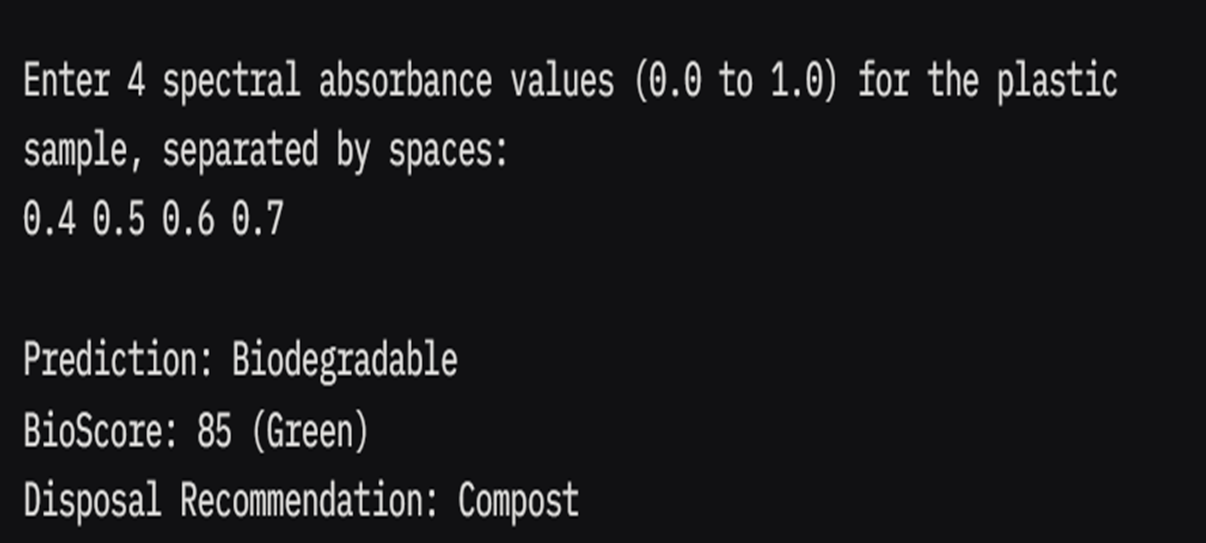 Enter 4 spectral absorbance values (0.0 to 1.0) for the plastic
sample, separated by spaces:
0.4 0.5 0.6 0.7
Prediction: Biodegradable
BioScore: 85 (Green)
Disposal Recommendation: Compost